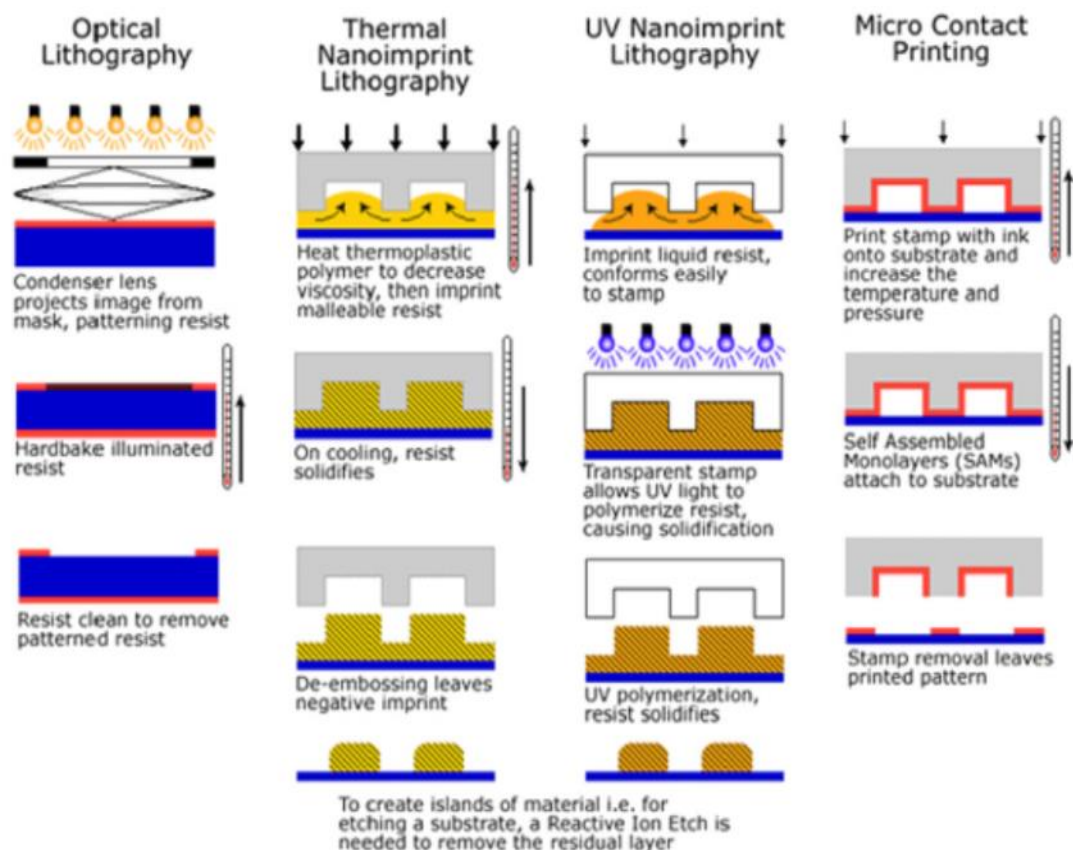 Optical
Lithography
Condenser lens
projects image from
mask, patterning resist
Hardbake illuminated
resist
Resist clean to remove
patterned resist
Thermal
Nanoimprint
Lithography
Heat thermoplastic
polymer to decrease
viscosity, then imprint
malleable resist
On cooling, resist
solidifies
De-embossing leaves
negative imprint
UV Nanoimprint
Lithography
Imprint liquid resist,
conforms easily
to stamp
Transparent stamp
allows UV light to
polymerize resist,
causing solidification
UV polymerization,
resist solidifies
To create islands of material i.e. for
etching a substrate, a Reactive Ion Etch is
needed to remove the residual layer
Micro Contact
Printing
Print stamp with ink
onto substrate and
increase the
temperature and
pressure
Self Assembled
Monolayers (SAMs)
attach to substrate
Stamp removal leaves
printed pattern